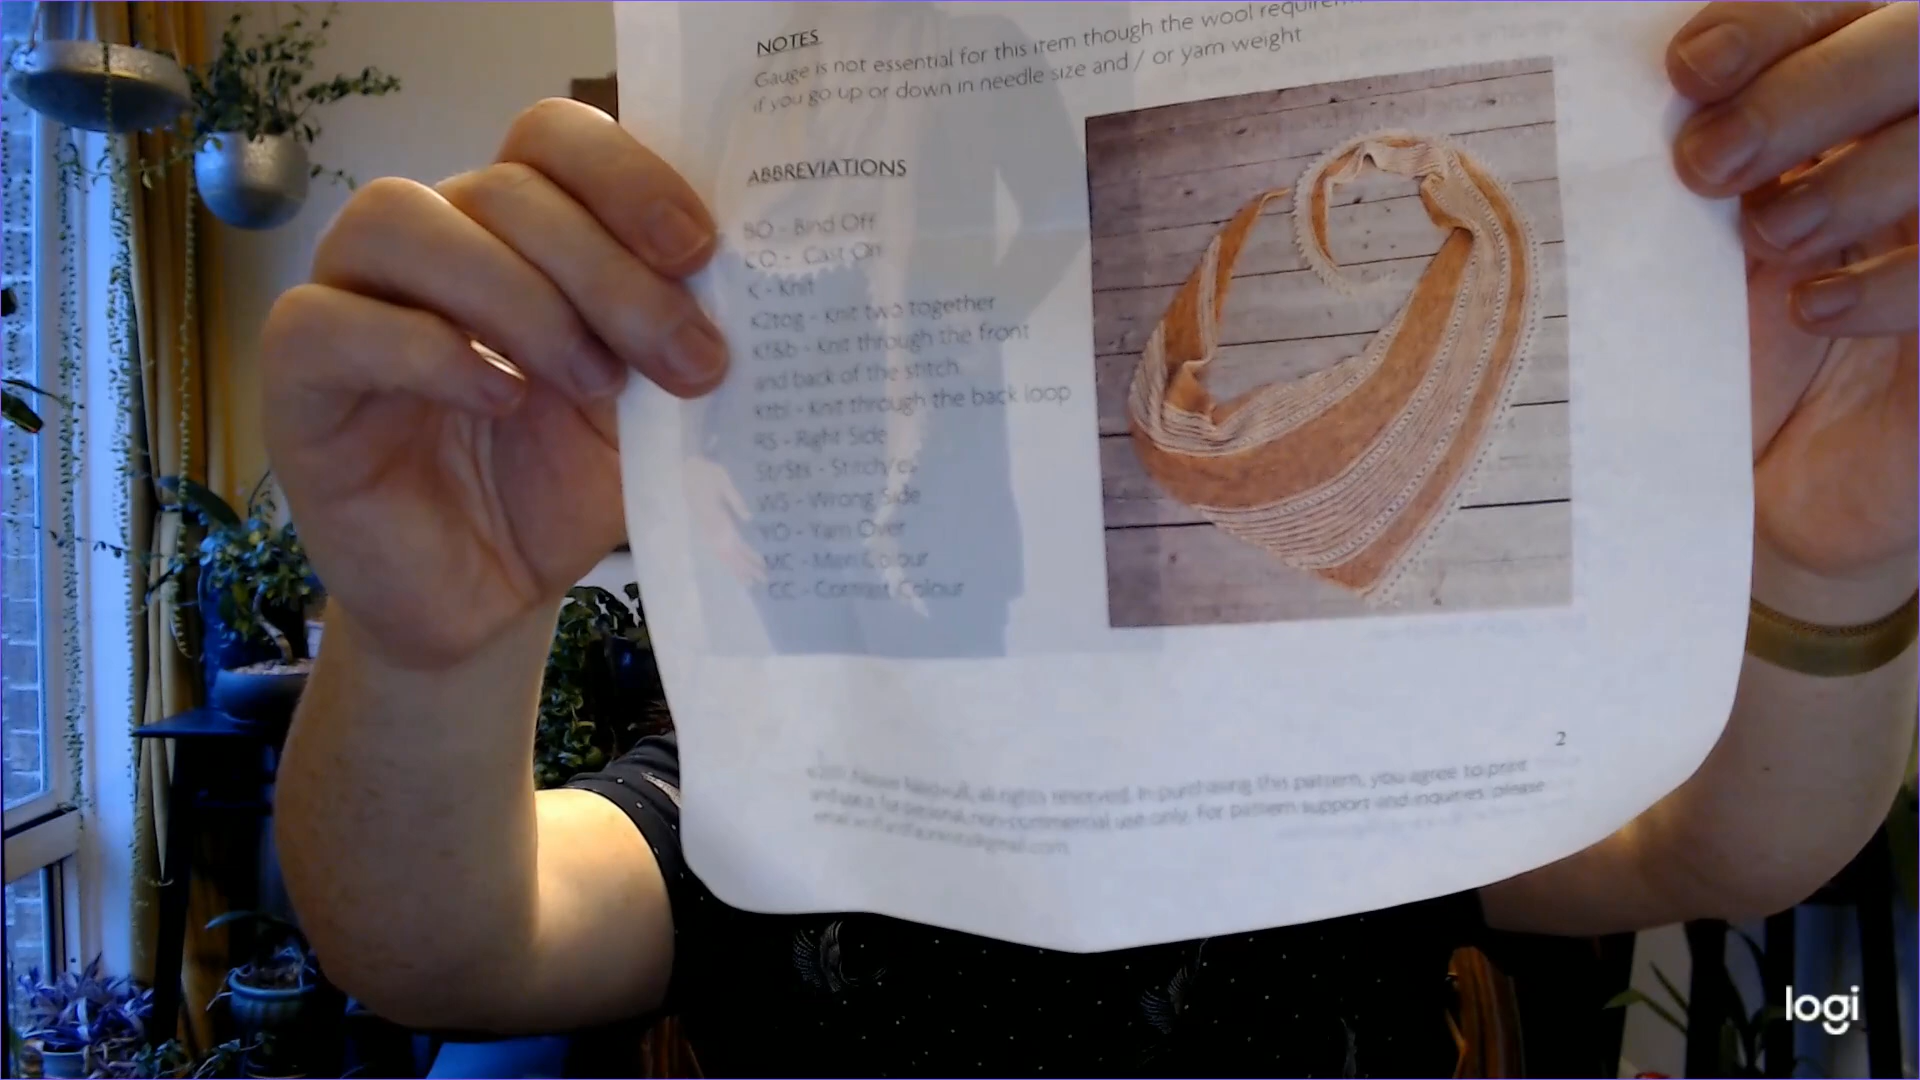 NOTES
Gauge is not essential for this item though the wool
if you go up or down in needle size and / or yarn weight
ABBREVIATIONS
BO - Bind Off
CO - Cast On
K - Knit
K2tog - Knit two together
Kf&b - Knit through the front
and back of the stitch
Ktbl - Knit through the back loop
RS - Right Side
St/Sts - Stitch/es
WS - Wrong Side
YO - Yarn Over
MC - Main Colour
CC - Contrast Colour
2
all rights reserved. In purchasing this pattern, you agree to print
and use it for personal, non-commercial use only. For pattern support and inquiries please
email
logi